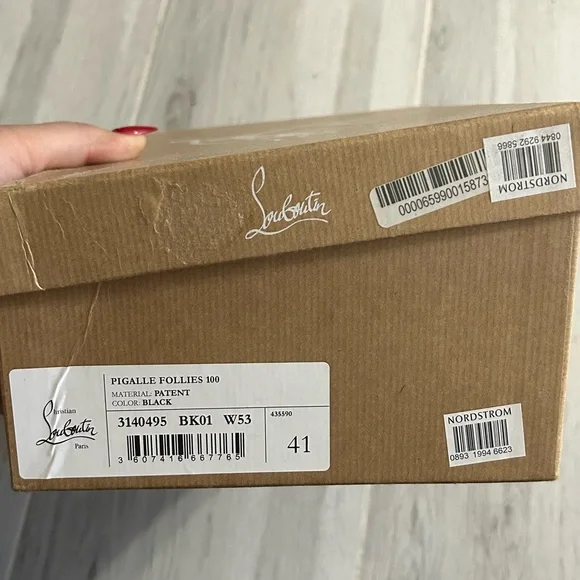 Louboutin
000065990015873
NORDSTROM
0844 9292 5866
PIGALLE FOLLIES 100
MATERIAL: PATENT
COLOR: BLACK
3140495 BK01 W53
435590
3 607416 667765
41
Christian
Louboutin
Paris
NORDSTROM
0893 1994 6623